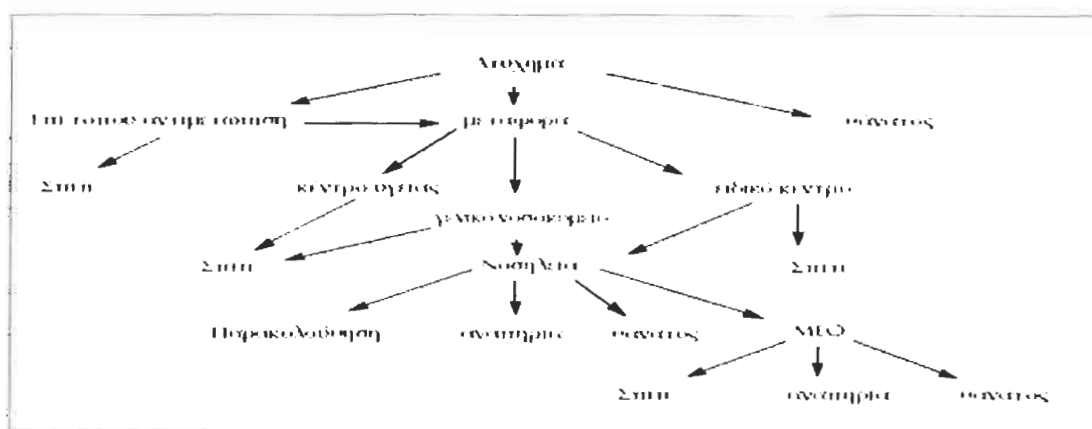 Ατύχημα
Επί τόπου αντιμετώπιση μεταφορά θάνατος
Σπίτι κέντρο υγείας ειδικό κέντρο
γενικό νοσοκομείο
Σπίτι Νοσηλεία Σπίτι
Παρακολούθηση αναπηρία θάνατος ΜΕΘ
Σπίτι αναπηρία θάνατος